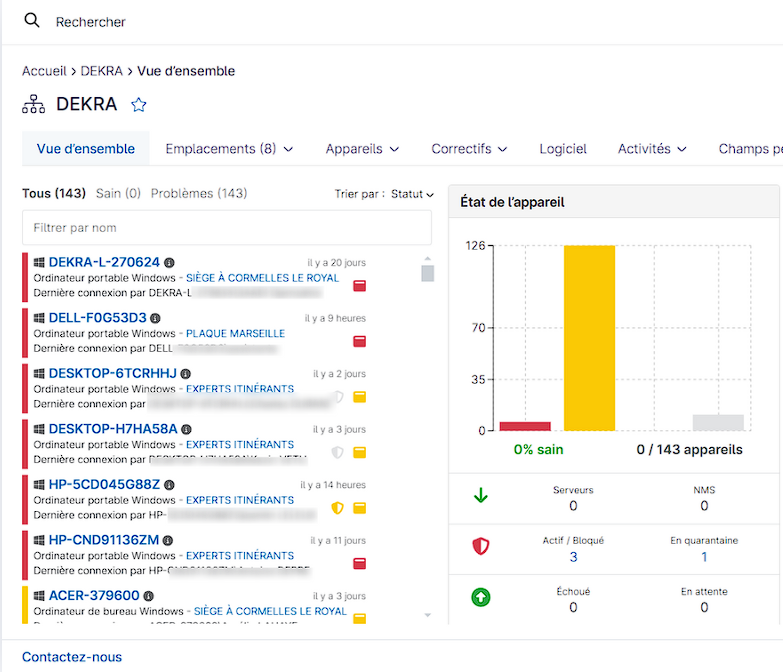 Rechercher
Accueil > DEKRA > Vue d'ensemble
DEKRA
Vue d'ensemble Emplacements (8) Appareils Correctifs Logiciel Activités Champs pe
Tous (143) Sain (0) Problèmes (143) Trier par : Statut
Filtrer par nom
DEKRA-L-270624 il y a 20 jours
Ordinateur portable Windows - SIÈGE À CORMELLES LE ROYAL
Dernière connexion par DEKRA-L
DELL-F0G53D3 il y a 9 heures
Ordinateur portable Windows - PLAQUE MARSEILLE
Dernière connexion par DELL
DESKTOP-6TCRHHJ il y a 2 jours
Ordinateur portable Windows - EXPERTS ITINÉRANTS
Dernière connexion par
DESKTOP-H7HA58A il y a 3 jours
Ordinateur portable Windows - EXPERTS ITINÉRANTS
Dernière connexion par
HP-5CD045G88Z il y a 14 heures
Ordinateur portable Windows - EXPERTS ITINÉRANTS
Dernière connexion par HP-
HP-CND91136ZM il y a 11 jours
Ordinateur portable Windows - EXPERTS ITINÉRANTS
Dernière connexion par HP-
ACER-379600 il y a 3 jours
Ordinateur de bureau Windows - SIÈGE À CORMELLES LE ROYAL
État de l'appareil
126
70
35
0
0% sain 0 / 143 appareils
Serveurs NMS
0 0
Actif / Bloqué En quarantaine
3 1
Échoué En attente
0 0
Contactez-nous